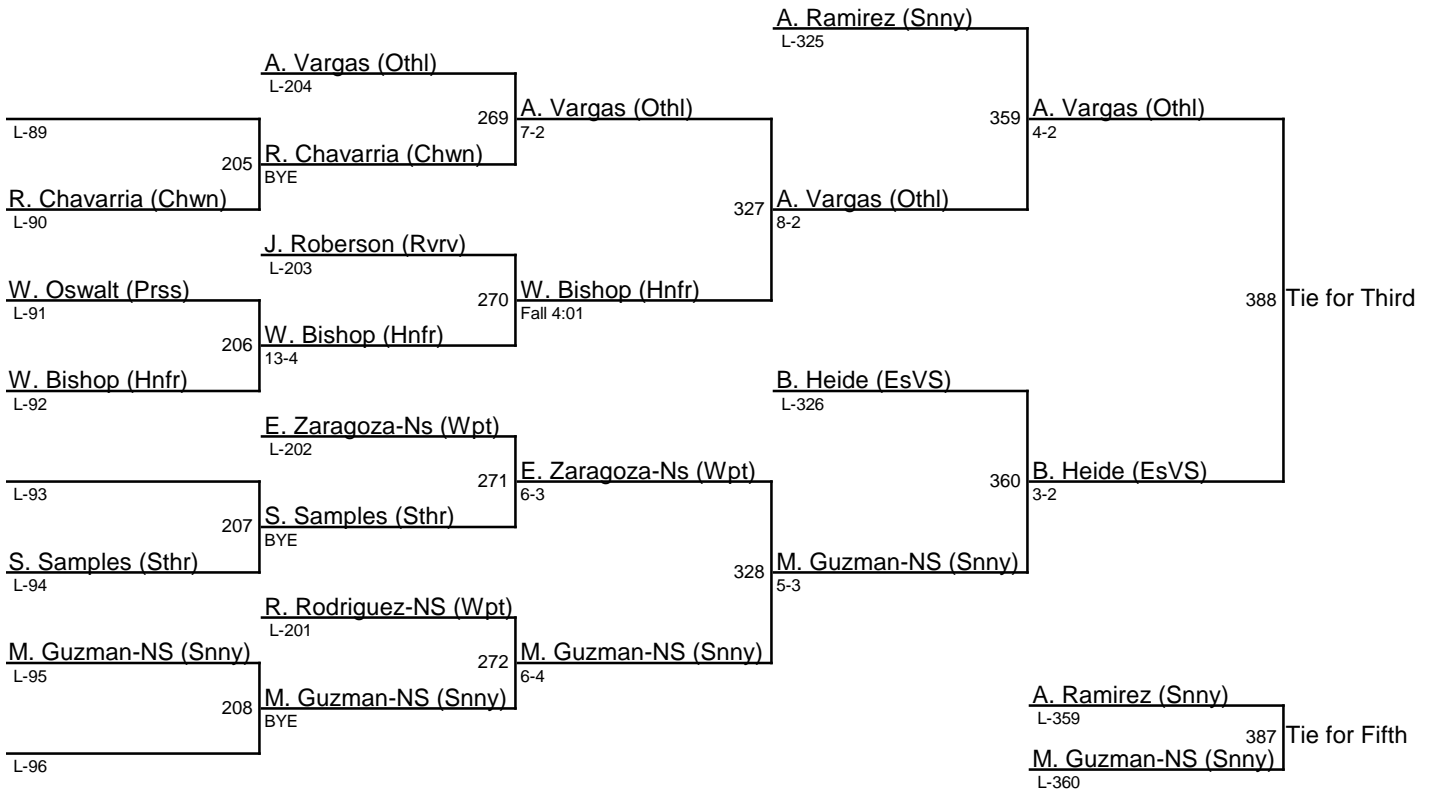 A. Ramirez (Snny)
L-325
A. Vargas (Othl)
L-204
269 A. Vargas (Othl)
7-2
359 A. Vargas (Othl)
4-2
L-89
205 R. Chavarria (Chwn)
BYE
R. Chavarria (Chwn)
L-90
327 A. Vargas (Othl)
8-2
J. Roberson (Rvrv)
L-203
W. Oswalt (Prss)
L-91
270 W. Bishop (Hnfr)
Fall 4:01
388 Tie for Third
206 W. Bishop (Hnfr)
13-4
W. Bishop (Hnfr)
L-92
B. Heide (EsVS)
L-326
E. Zaragoza-Ns (Wpt)
L-202
L-93
271 E. Zaragoza-Ns (Wpt)
6-3
360 B. Heide (EsVS)
3-2
207 S. Samples (Sthr)
BYE
S. Samples (Sthr)
L-94
328 M. Guzman-NS (Snny)
5-3
R. Rodriguez-NS (Wpt)
L-201
M. Guzman-NS (Snny)
L-95
272 M. Guzman-NS (Snny)
6-4
208 M. Guzman-NS (Snny)
BYE
A. Ramirez (Snny)
L-359
387 Tie for Fifth
L-96
M. Guzman-NS (Snny)
L-360